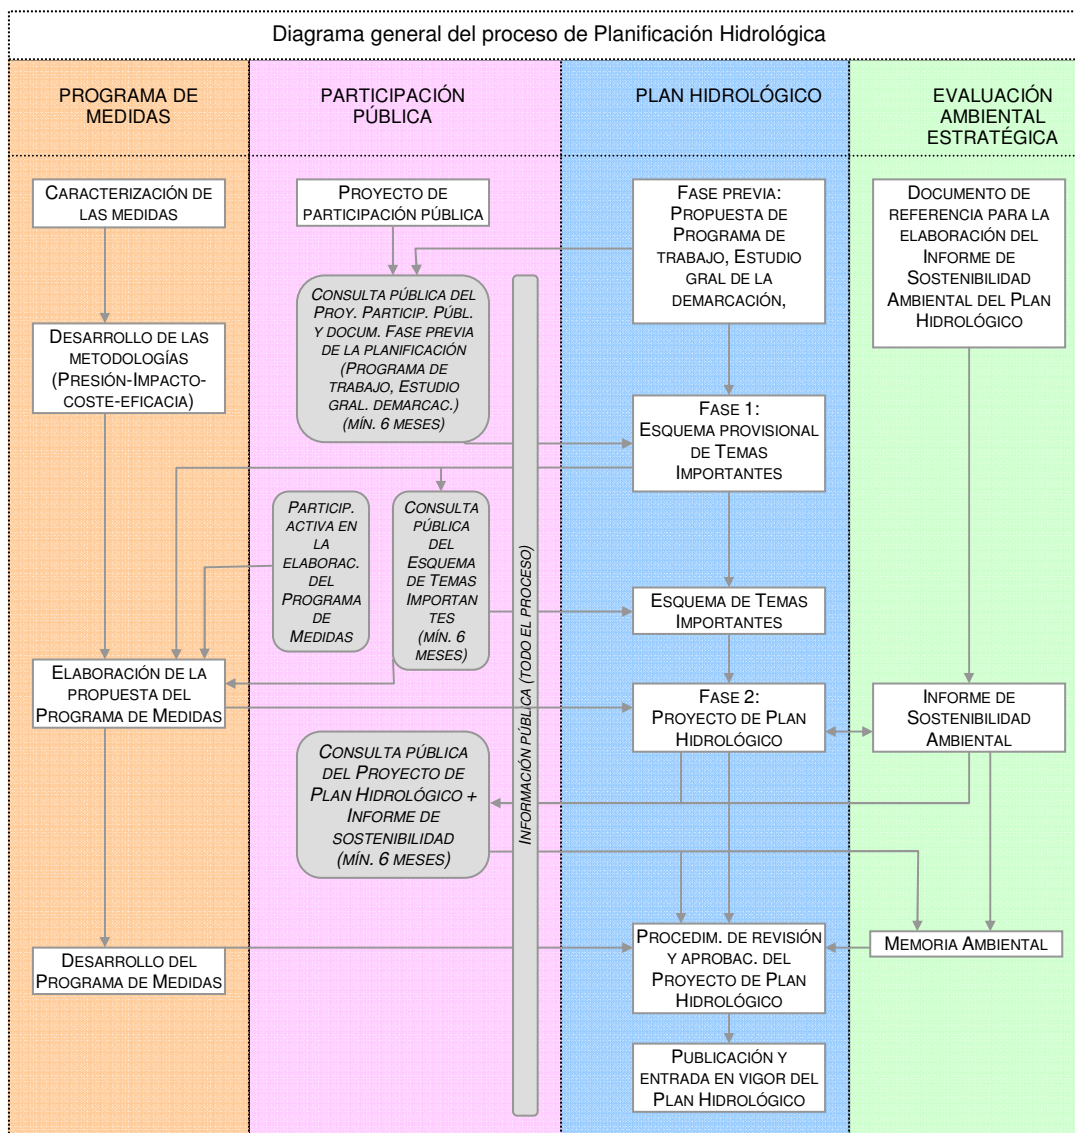 Diagrama general del proceso de Planificación Hidrológica
PROGRAMA DE
MEDIDAS
PARTICIPACIÓN
PÚBLICA
PLAN HIDROLÓGICO
EVALUACIÓN
AMBIENTAL
ESTRATÉGICA
CARACTERIZACIÓN DE
LAS MEDIDAS
DESARROLLO DE LAS
METODOLOGÍAS
(PRESIÓN-IMPACTO-
COSTE-EFICACIA)
ELABORACIÓN DE LA
PROPUESTA DEL
PROGRAMA DE MEDIDAS
DESARROLLO DEL
PROGRAMA DE MEDIDAS
PROYECTO DE
PARTICIPACIÓN PÚBLICA
CONSULTA PÚBLICA DEL
PROY. PARTICIP. PÚBL.
Y DOCUM. FASE PREVIA
DE LA PLANIFICACIÓN
(PROGRAMA DE
TRABAJO, ESTUDIO
GRAL. DEMARCAC.)
(MÍN. 6 MESES)
PARTICIP.
ACTIVA EN
LA
ELABORAC.
DEL
PROGRAMA
DE
MEDIDAS
CONSULTA
PÚBLICA
DEL
ESQUEMA
DE TEMAS
IMPORTAN
TES
(MÍN. 6
MESES)
CONSULTA PÚBLICA
DEL PROYECTO DE
PLAN HIDROLÓGICO +
INFORME DE
SOSTENIBILIDAD
(MÍN. 6 MESES)
INFORMACIÓN PÚBLICA (TODO EL PROCESO)
FASE PREVIA:
PROPUESTA DE
PROGRAMA DE
TRABAJO, ESTUDIO
GRAL DE LA
DEMARCACIÓN,
FASE 1:
ESQUEMA PROVISIONAL
DE TEMAS
IMPORTANTES
ESQUEMA DE TEMAS
IMPORTANTES
FASE 2:
PROYECTO DE PLAN
HIDROLÓGICO
PROCEDIM. DE REVISIÓN
Y APROBAC. DEL
PROYECTO DE PLAN
HIDROLÓGICO
PUBLICACIÓN Y
ENTRADA EN VIGOR DEL
PLAN HIDROLÓGICO
DOCUMENTO DE
REFERENCIA PARA LA
ELABORACIÓN DEL
INFORME DE
SOSTENIBILIDAD
AMBIENTAL DEL PLAN
HIDROLÓGICO
INFORME DE
SOSTENIBILIDAD
AMBIENTAL
MEMORIA AMBIENTAL